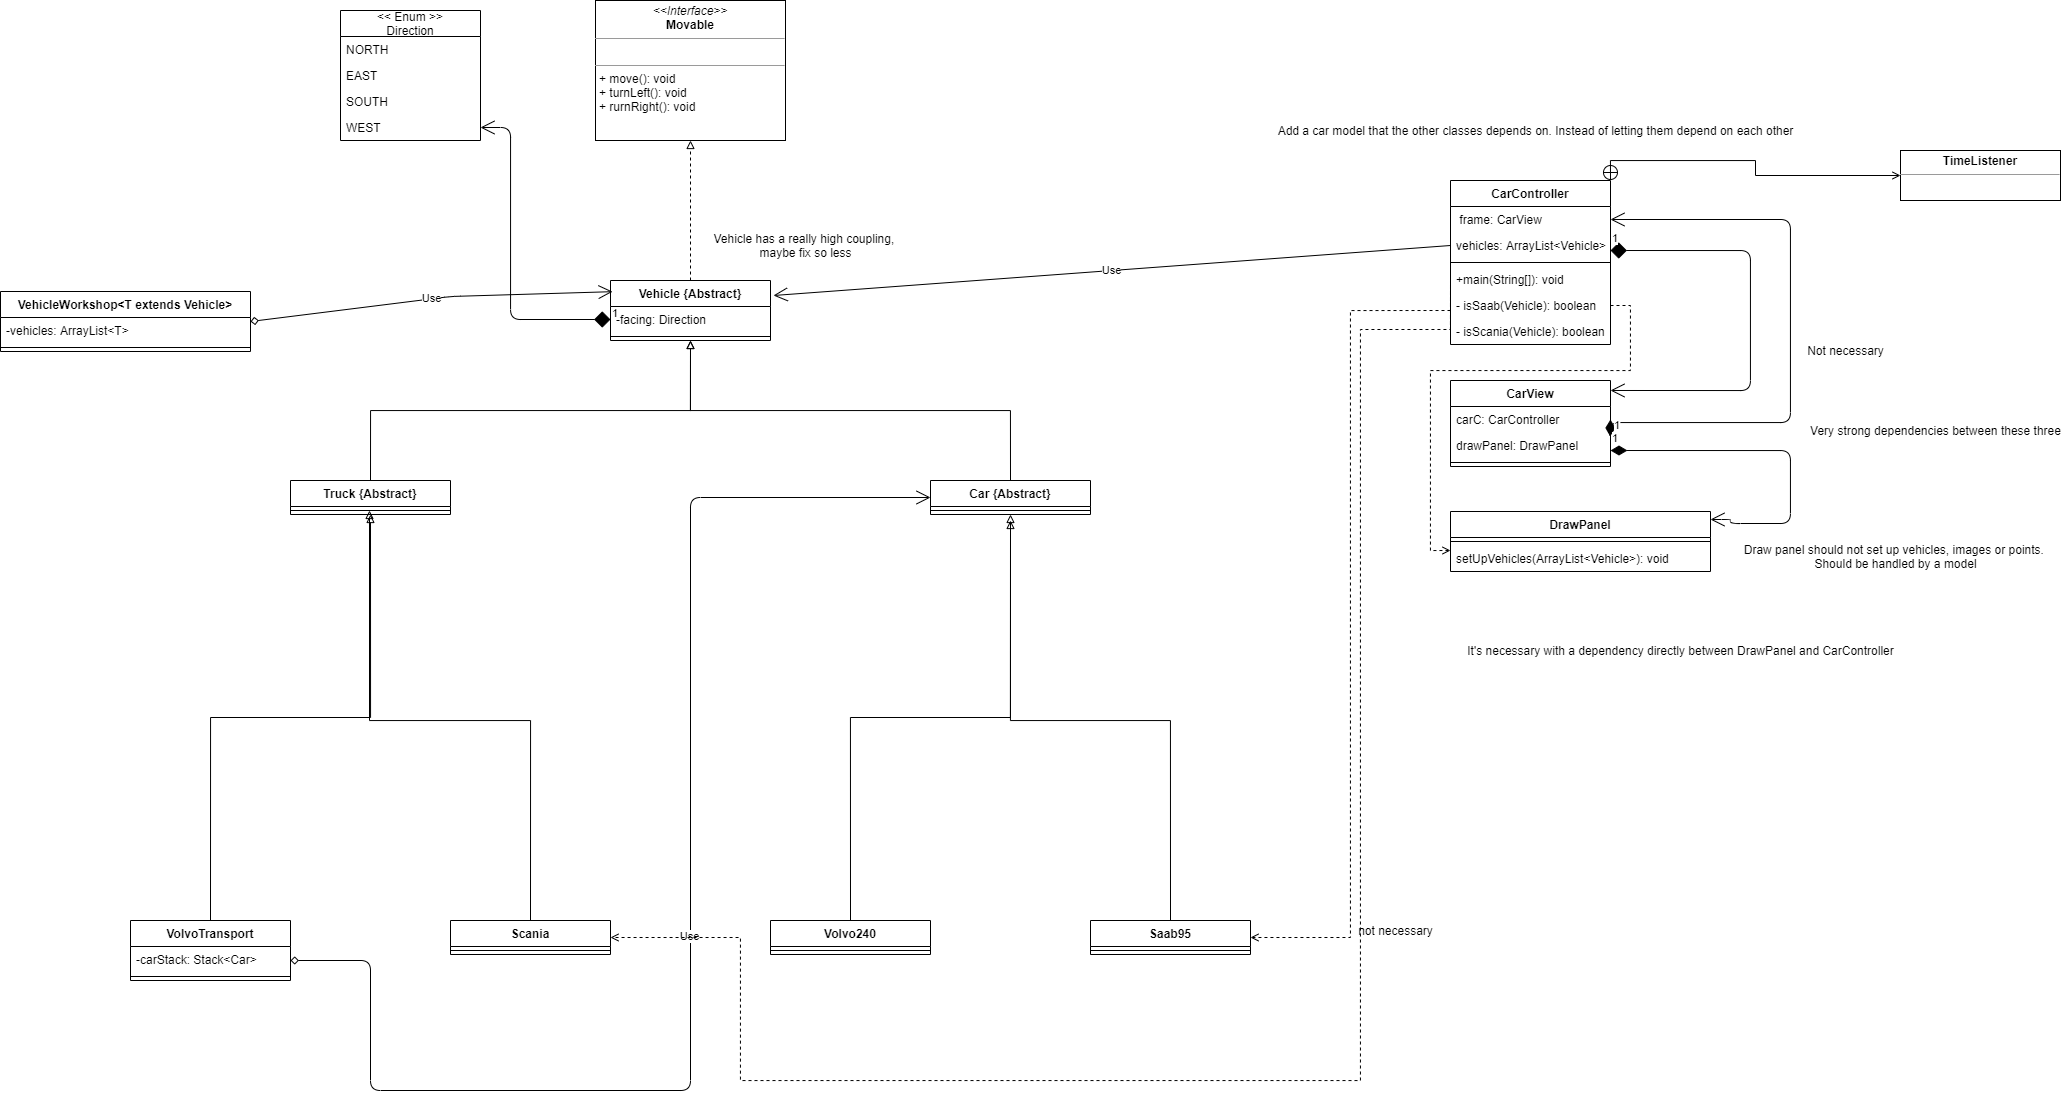 << Enum >>
Direction
NORTH
EAST
SOUTH
WEST
<<Interface>>
Movable
+ move(): void
+ turnLeft(): void
+ rurnRight(): void
Add a car model that the other classes depends on. Instead of letting them depend on each other
TimeListener
CarController
frame: CarView
vehicles: ArrayList<Vehicle>
1
+main(String[]): void
- isSaab(Vehicle): boolean
- isScania(Vehicle): boolean
Vehicle has a really high coupling,
maybe fix so less
Use
Vehicle {Abstract}
1
-facing: Direction
VehicleWorkshop<T extends Vehicle>
-vehicles: ArrayList<T>
Use
Not necessary
CarView
carC: CarController
1
drawPanel: DrawPanel
1
Very strong dependencies between these three
Truck {Abstract}
Car {Abstract}
DrawPanel
setUpVehicles(ArrayList<Vehicle>): void
Draw panel should not set up vehicles, images or points.
Should be handled by a model
It's necessary with a dependency directly between DrawPanel and CarController
VolvoTransport
-carStack: Stack<Car>
Scania
Use
Volvo240
Saab95
not necessary